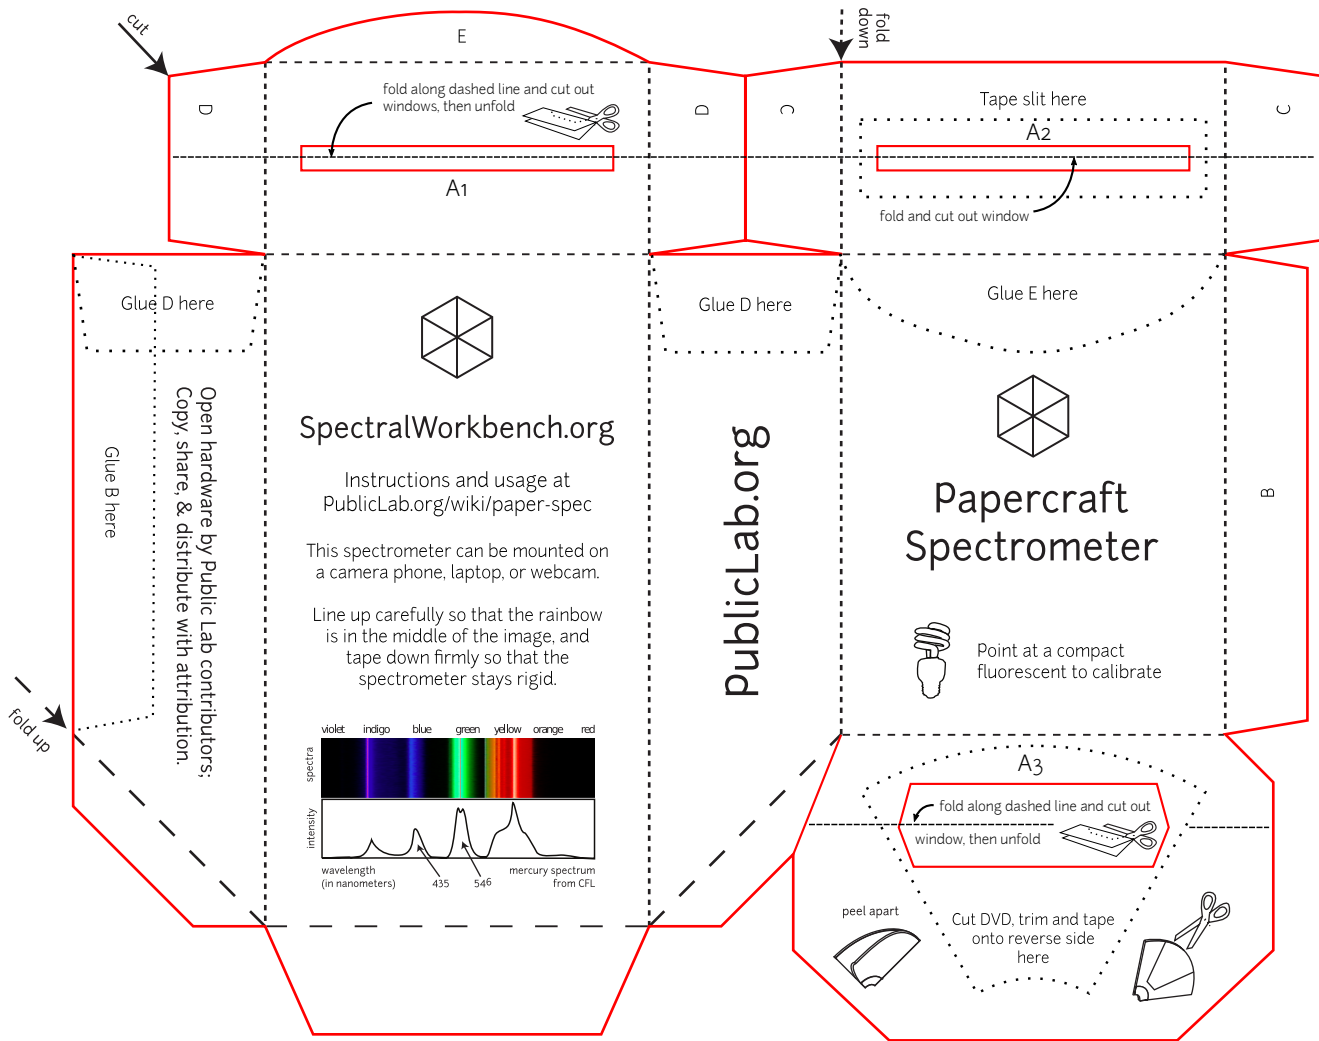 cut
fold
down
E
fold along dashed line and cut out
windows, then unfold
D
D
C
C
A1
Tape slit here
A2
fold and cut out window
Glue D here
Glue B here
Open hardware by Public Lab contributors;
Copy, share, & distribute with attribution.
fold up
SpectralWorkbench.org
Instructions and usage at
PublicLab.org/wiki/paper-spec
This spectrometer can be mounted on
a camera phone, laptop, or webcam.
Line up carefully so that the rainbow
is in the middle of the image, and
tape down firmly so that the
spectrometer stays rigid.
violet indigo blue green yellow orange red
spectra
intensity
wavelength
(in nanometers)
435
546
mercury spectrum
from CFL
Glue D here
PublicLab.org
Glue E here
Papercraft
Spectrometer
Point at a compact
fluorescent to calibrate
B
A3
fold along dashed line and cut out
window, then unfold
peel apart
Cut DVD, trim and tape
onto reverse side
here